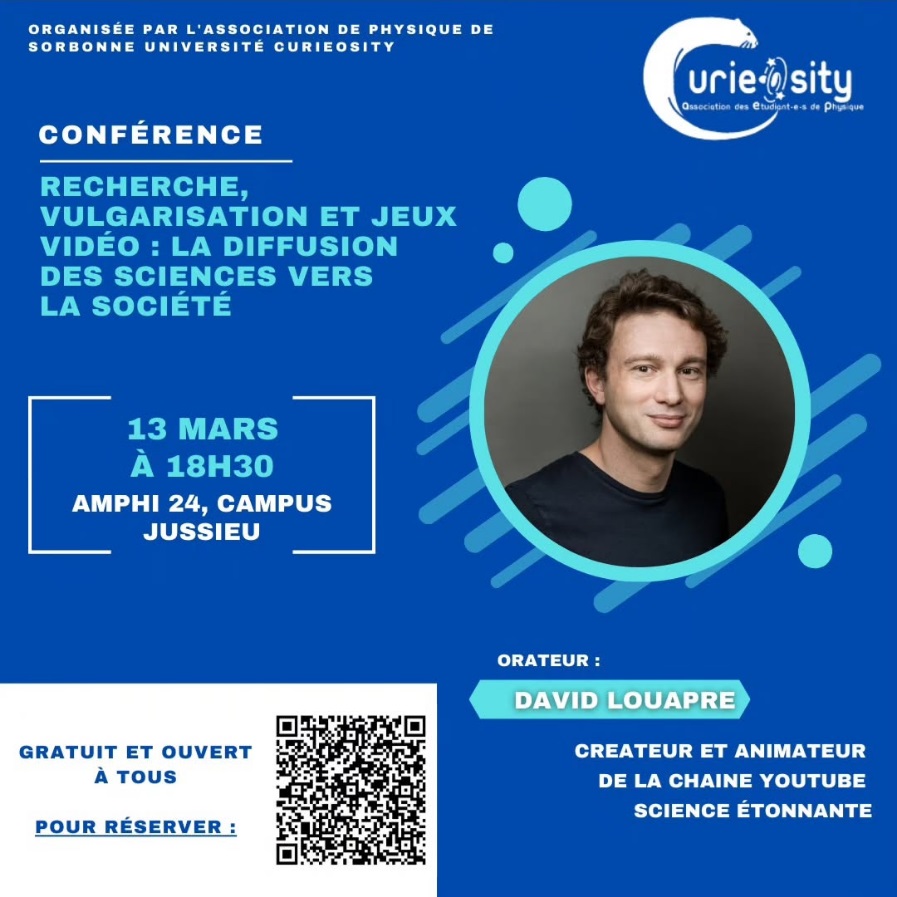 ORGANISÉE PAR L'ASSOCIATION DE PHYSIQUE DE
SORBONNE UNIVERSITÉ CURIEOSITY
Curieosity
Association des Etudiant-e-s de Physique
CONFÉRENCE
RECHERCHE,
VULGARISATION ET JEUX
VIDÉO : LA DIFFUSION
DES SCIENCES VERS
LA SOCIÉTÉ
13 MARS
À 18H30
AMPHI 24, CAMPUS
JUSSIEU
ORATEUR :
DAVID LOUAPRE
CREATEUR ET ANIMATEUR
DE LA CHAINE YOUTUBE
SCIENCE ÉTONNANTE
GRATUIT ET OUVERT
À TOUS
POUR RÉSERVER :